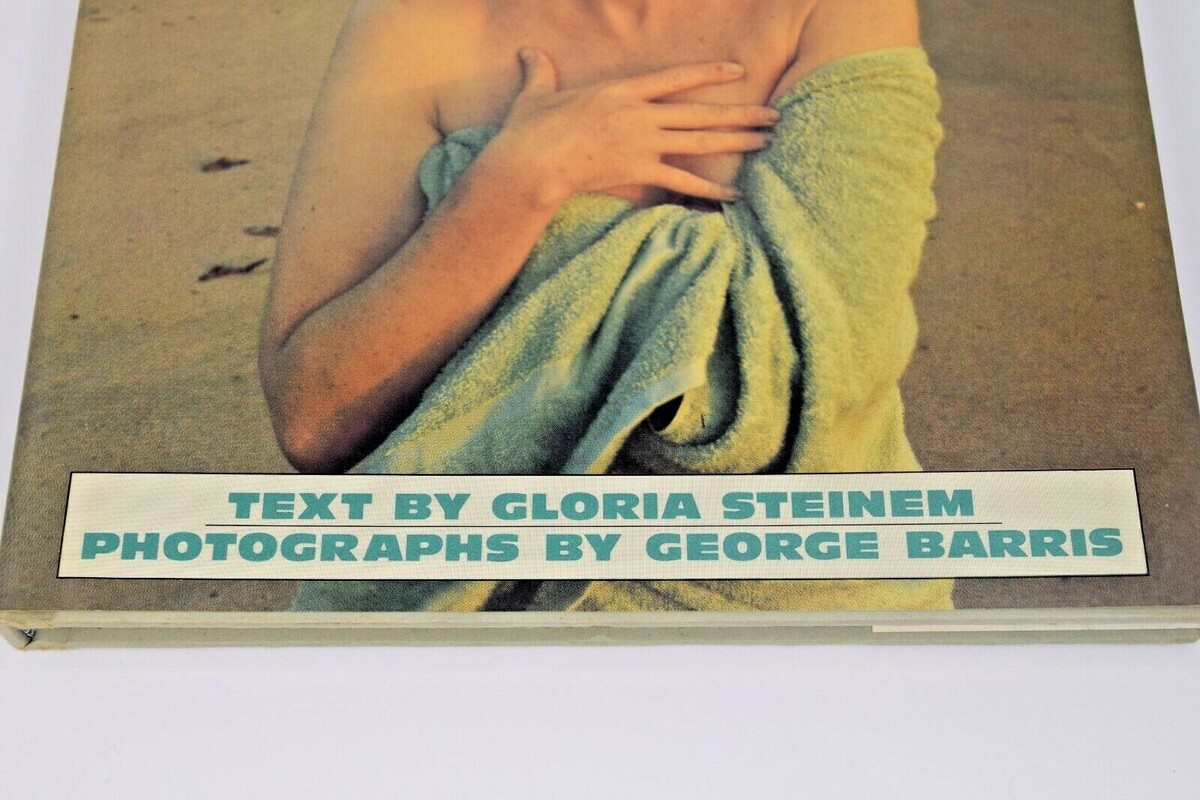 TEXT BY GLORIA STEINEM
PHOTOGRAPHS BY GEORGE BARRIS